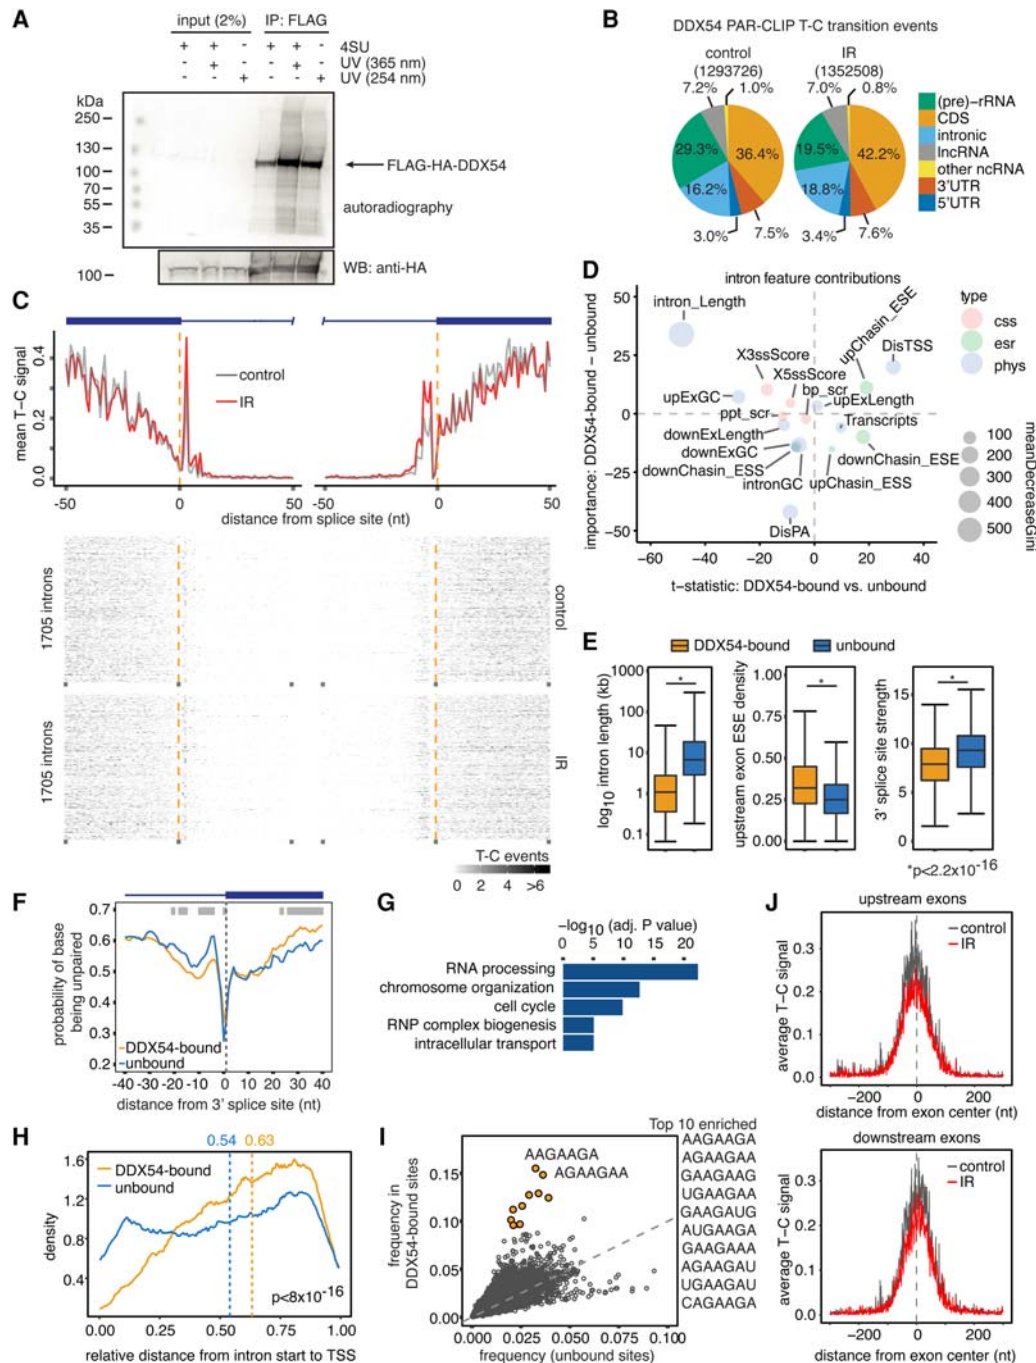 A
input (2%) IP: FLAG
+ + - + + - 4SU
- + - - + - UV (365 nm)
- - + - - + UV (254 nm)
kDa
250
130
100
70
55
35
FLAG-HA-DDX54
autoradiography
100
WB: anti-HA
B
DDX54 PAR-CLIP T-C transition events
control
(1293726)
7.2%
1.0%
29.3%
36.4%
16.2%
3.0%
7.5%
IR
(1352508)
7.0%
0.8%
19.5%
42.2%
18.8%
3.4%
7.6%
(pre)-rRNA
CDS
intronic
lncRNA
other ncRNA
3'UTR
5'UTR
C
mean T-C signal
0.4
0.2
0.0
control
IR
-50 0 50 -50 0 50
distance from splice site (nt)
1705 introns
control
1705 introns
IR
T-C events
0 2 4 >6
D
intron feature contributions
importance: DDX54-bound - unbound
50
25
0
-25
-50
intron_Length
upChasin_ESE
DisTSS
X3ssScore
X5ssScore
bp_scr
upExGC
upExLength
ppt_scr
Transcripts
downExLength
downExGC
downChasin_ESE
downChasin_ESS
intronGC
upChasin_ESS
DisPA
-60 -40 -20 0 20 40
t-statistic: DDX54-bound vs. unbound
type
css
esr
phys
meanDecreaseGini
100
200
300
400
500
E
DDX54-bound unbound
log10 intron length (kb)
1000
100
10
1
0.1
*
upstream exon ESE density
1.00
0.75
0.50
0.25
0.00
*
3' splice site strength
15
10
5
0
*
*p<2.2x10-16
F
probability of base
being unpaired
0.7
0.6
0.5
0.4
0.3
0.2
DDX54-bound
unbound
-40 -30 -20 -10 0 10 20 30 40
distance from 3' splice site (nt)
G
-log10 (adj. P value)
0 5 10 15 20
RNA processing
chromosome organization
cell cycle
RNP complex biogenesis
intracellular transport
H
0.54 0.63
density
1.6
1.2
0.8
0.4
DDX54-bound
unbound
p<8x10-16
0.00 0.25 0.50 0.75 1.00
relative distance from intron start to TSS
I
frequency in
DDX54-bound sites
0.15
0.10
0.05
0.00
AAGAAGA
AGAAGAA
0 0.025 0.050 0.075 0.100
frequency (unbound sites)
Top 10 enriched
AAGAAGA
AGAAGAA
GAAGAAG
UGAAGAA
GAAGAUG
AUGAAGA
GAAGAAA
AGAAGAU
UGAAGAU
CAGAAGA
J
upstream exons
average T-C signal
0.3
0.2
0.1
0.0
control
IR
-200 0 200
distance from exon center (nt)
downstream exons
average T-C signal
0.3
0.2
0.1
0.0
control
IR
-200 0 200
distance from exon center (nt)